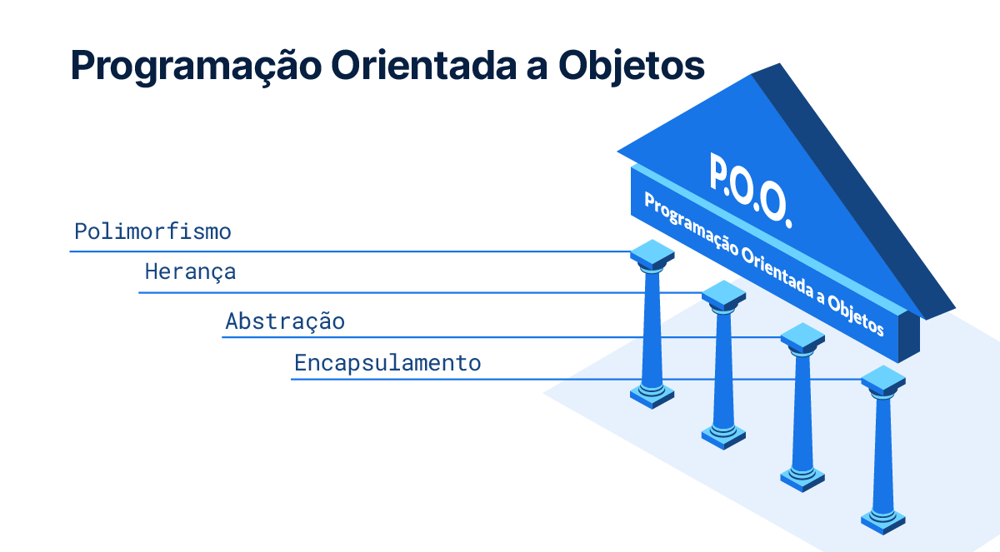 Programação Orientada a Objetos
P.O.O.
Programação Orientada a Objetos
Polimorfismo
Herança
Abstração
Encapsulamento